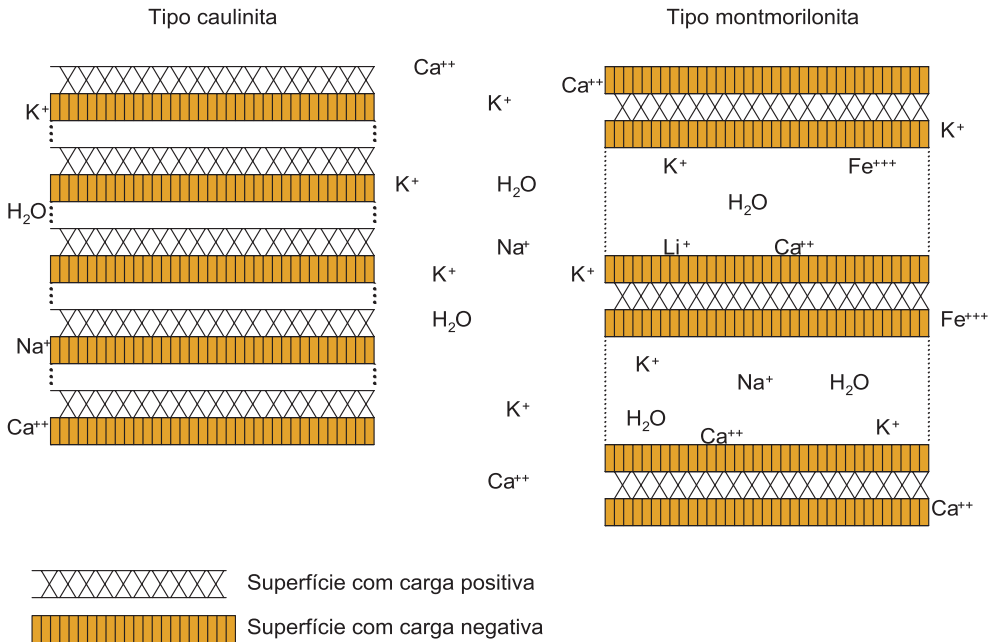 Tipo caulinita
Tipo montmorilonita
Ca⁺⁺
Ca⁺⁺
K⁺
K⁺
K⁺
K⁺
Fe⁺⁺⁺
K⁺
H₂O
H₂O
H₂O
Na⁺
Li⁺
Ca⁺⁺
K⁺
K⁺
H₂O
Fe⁺⁺⁺
Na⁺
K⁺
Na⁺
H₂O
K⁺
H₂O
K⁺
Ca⁺⁺
Ca⁺⁺
Ca⁺⁺
Ca⁺⁺
Superfície com carga positiva
Superfície com carga negativa